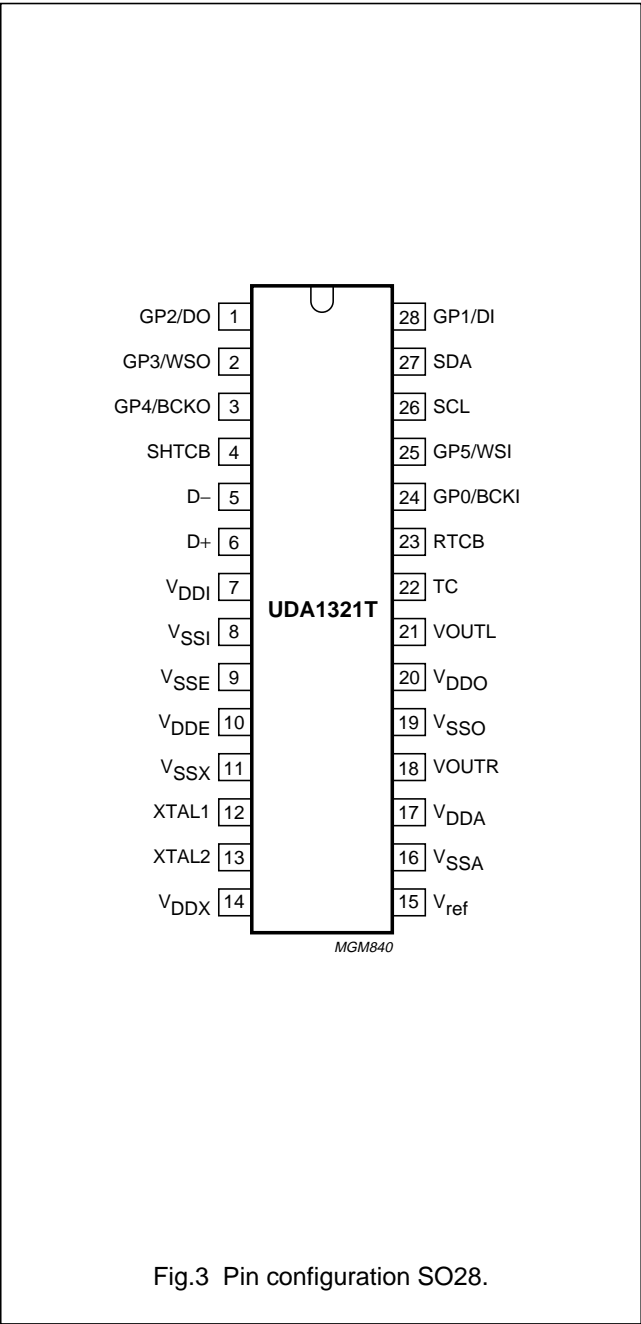 GP2/DO 1 28 GP1/DI
GP3/WSO 2 27 SDA
GP4/BCKO 3 26 SCL
SHTCB 4 25 GP5/WSI
D− 5 24 GP0/BCKI
D+ 6 23 RTCB
VDDI 7 22 TC
UDA1321T
VSSI 8 21 VOUTL
VSSE 9 20 VDDO
VDDE 10 19 VSSO
VSSX 11 18 VOUTR
XTAL1 12 17 VDDA
XTAL2 13 16 VSSA
VDDX 14 15 Vref
MGM840
Fig.3 Pin configuration SO28.